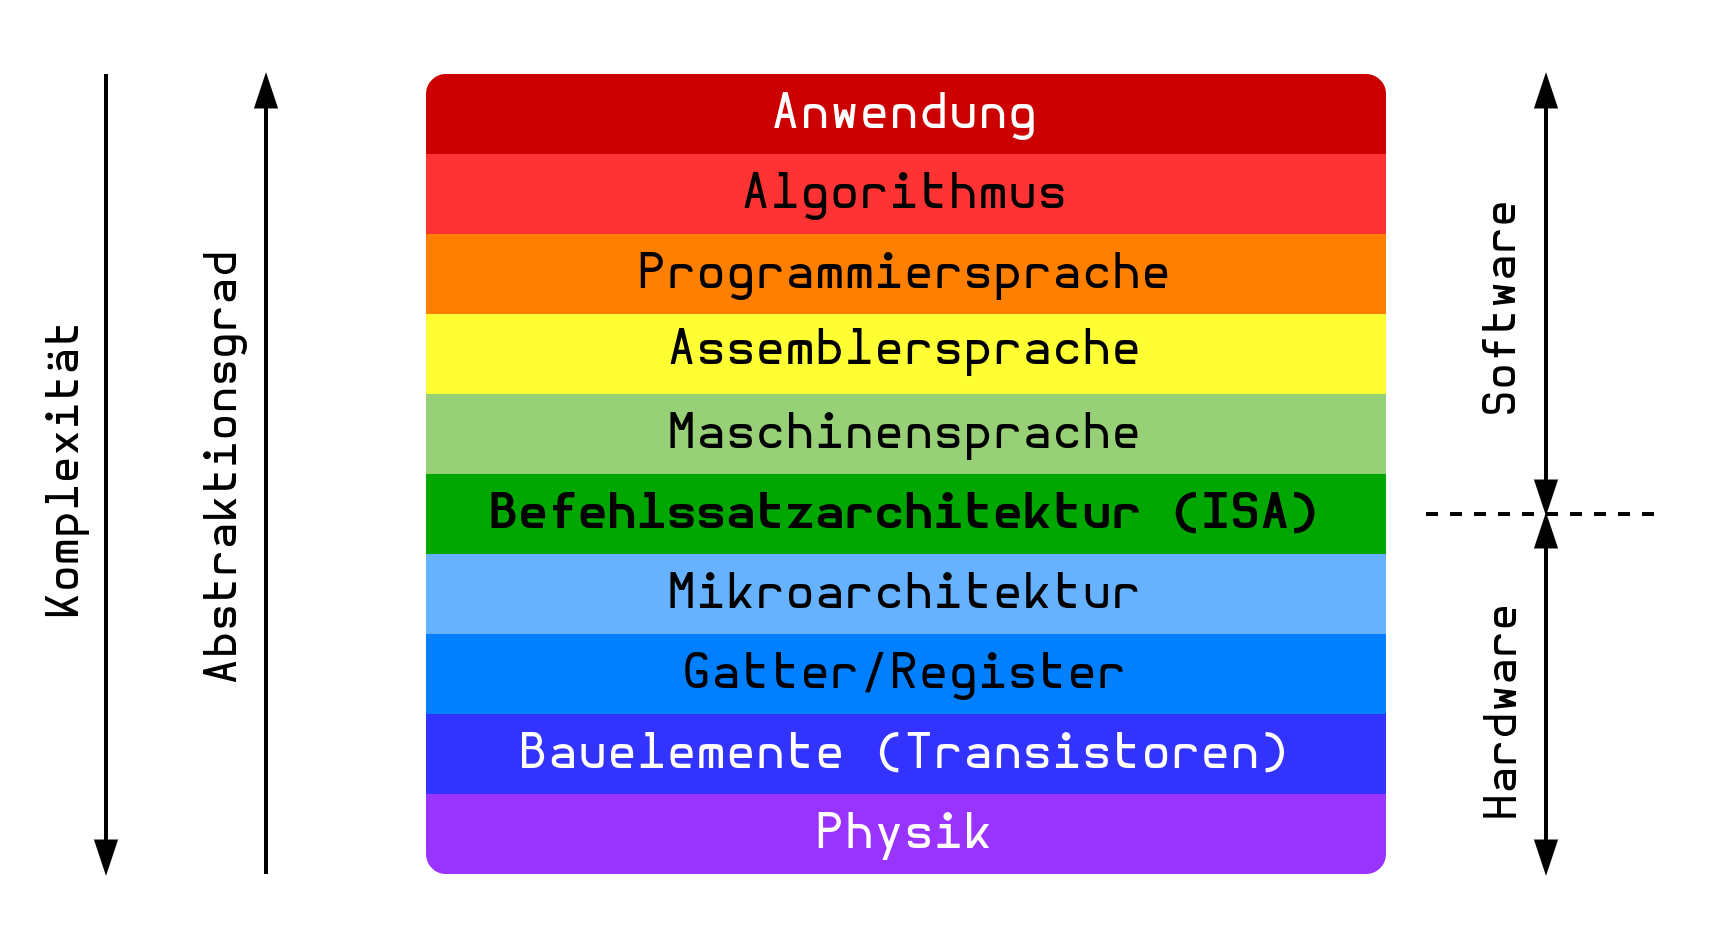 Komplexität
Abstraktionsgrad
Anwendung
Algorithmus
Programmiersprache
Assemblersprache
Maschinensprache
Befehlssatzarchitektur (ISA)
Mikroarchitektur
Gatter/Register
Bauelemente (Transistoren)
Physik
Software
Hardware